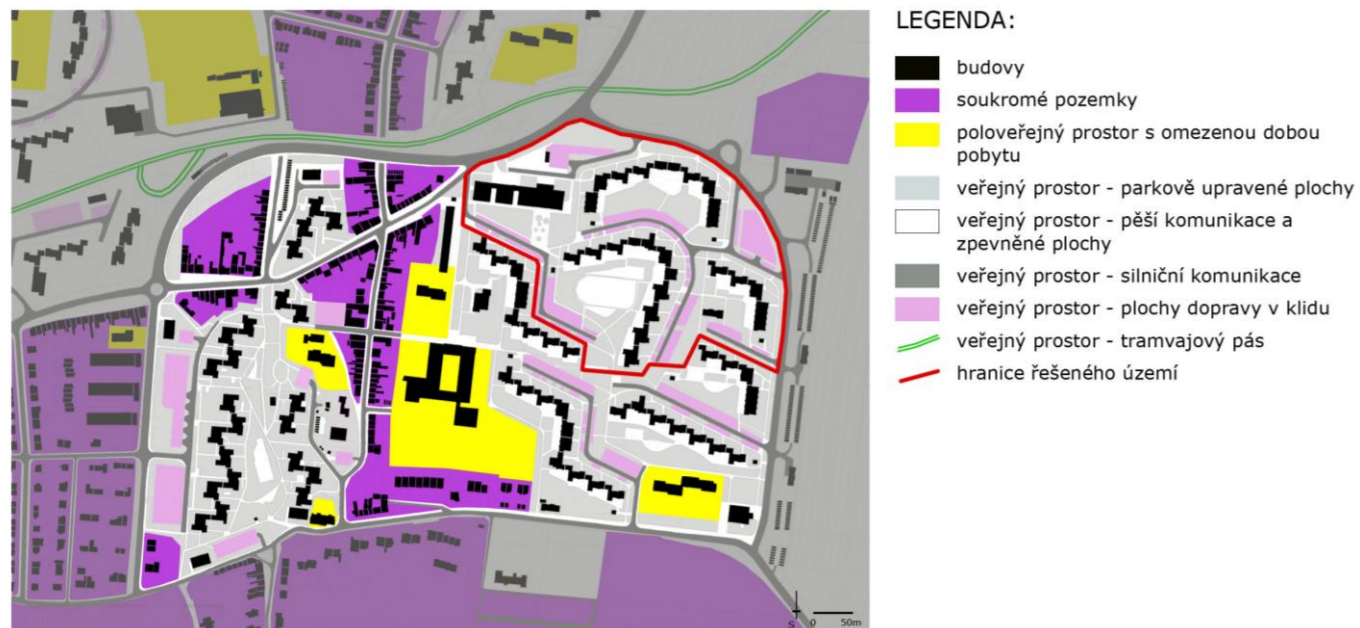 LEGENDA:
budovy
soukromé pozemky
poloveřejný prostor s omezenou dobou
pobytu
veřejný prostor - parkově upravené plochy
veřejný prostor - pěší komunikace a
zpevněné plochy
veřejný prostor - silniční komunikace
veřejný prostor - plochy dopravy v klidu
veřejný prostor - tramvajový pás
hranice řešeného území
S 0 50m